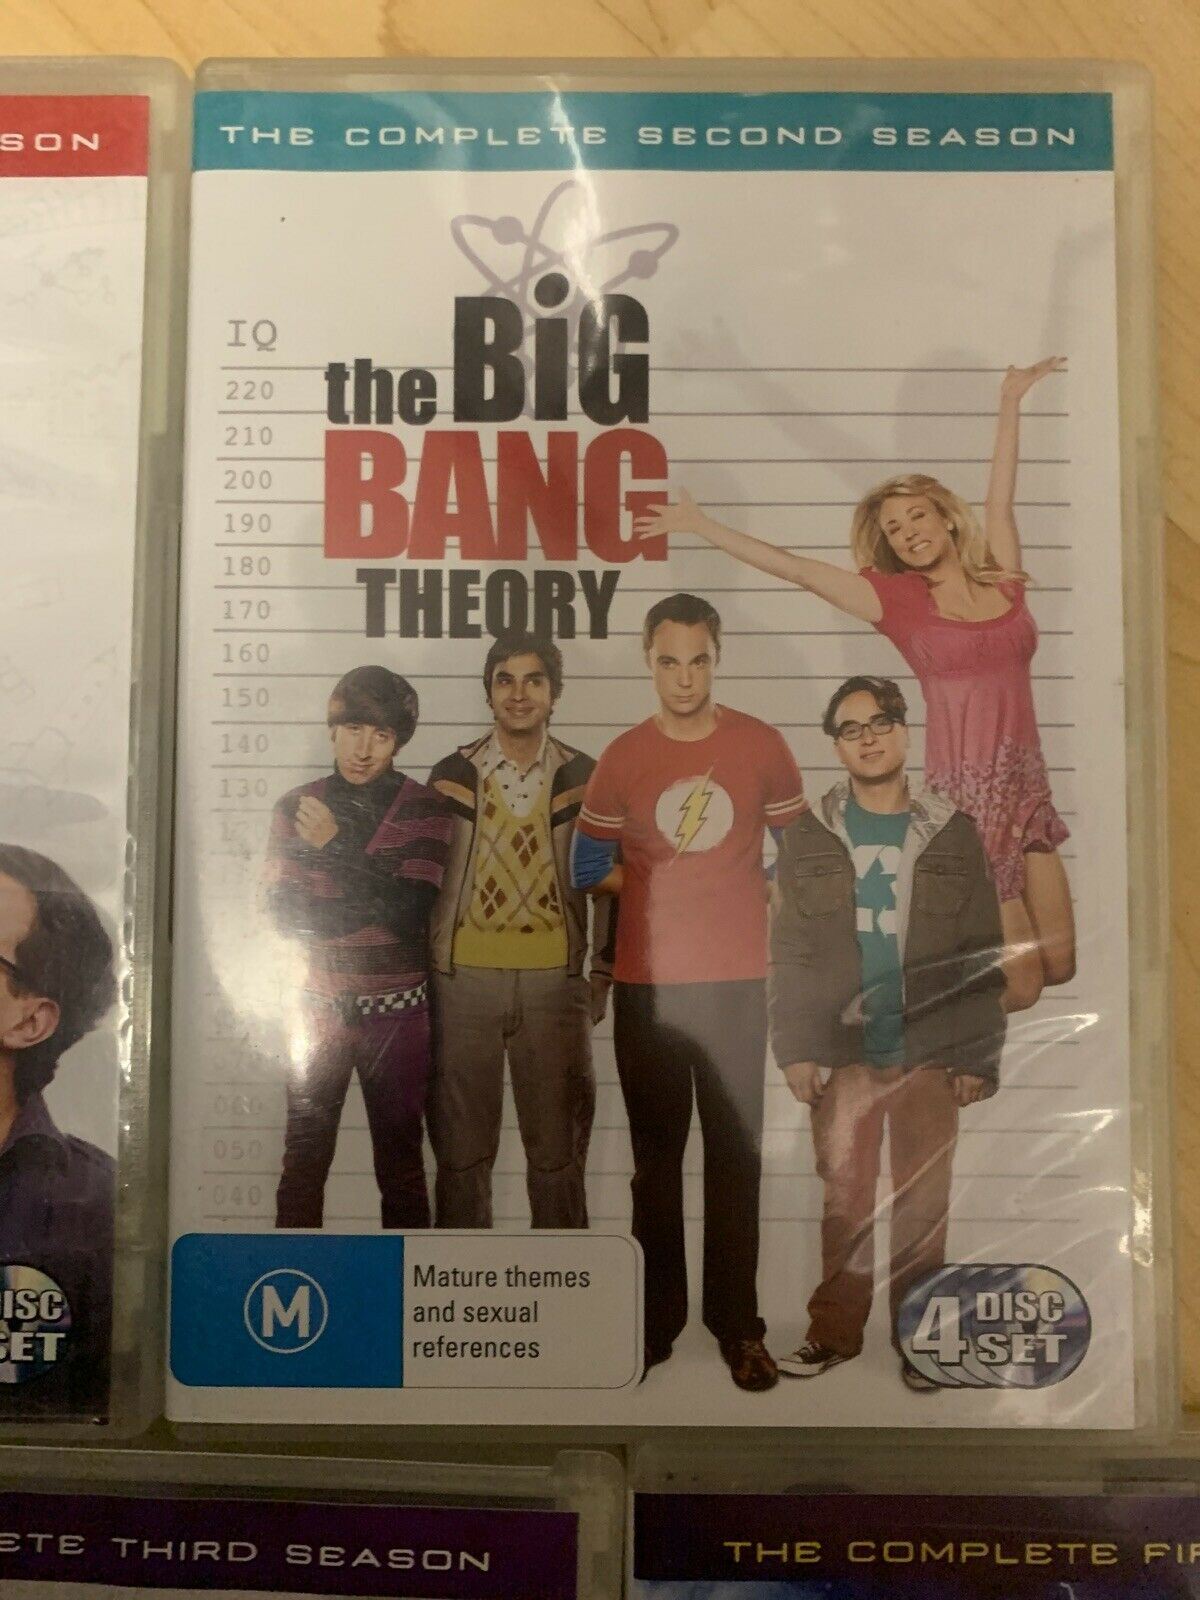 SON
THE COMPLETE SECOND SEASON
the BiG
BANG
THEORY
IQ
220
210
200
190
180
170
160
150
140
130
120
060
050
040
M
Mature themes
and sexual
references
4 DISC
SET
DISC
SET
ETE THIRD SEASON
THE COMPLETE FI